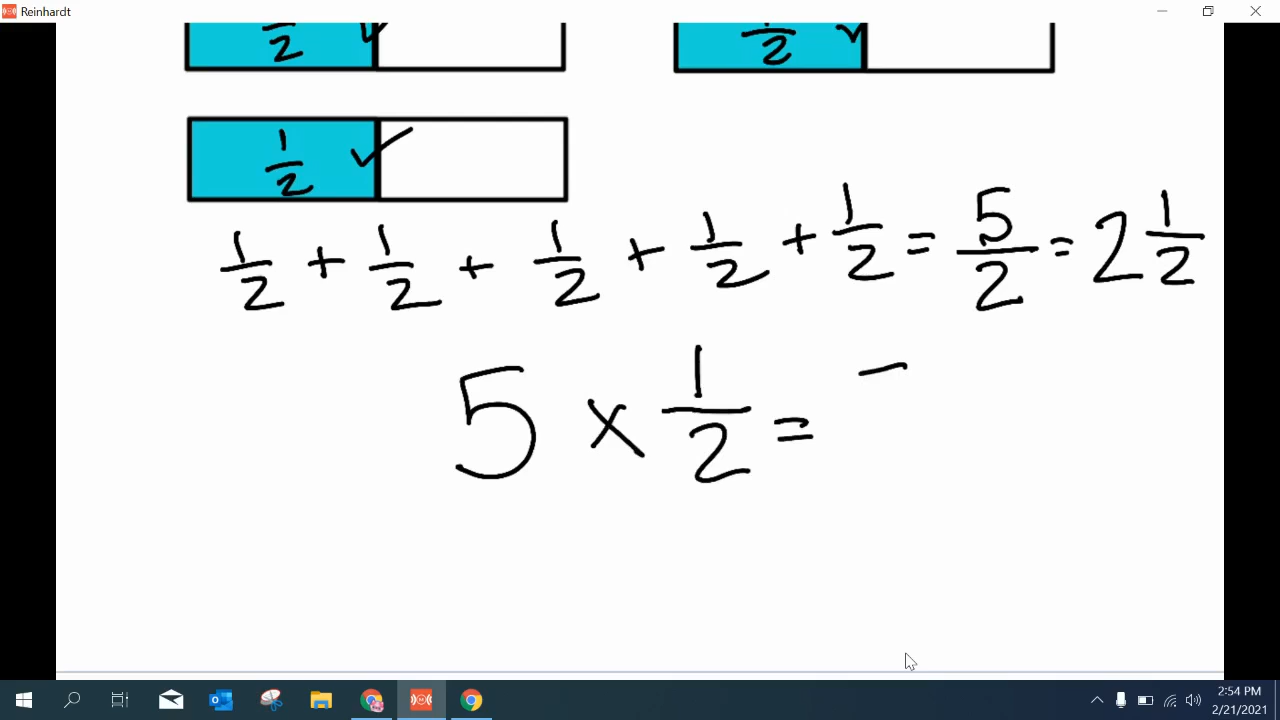 Reinhardt
1/2 1/2
1/2
1/2 + 1/2 + 1/2 + 1/2 + 1/2 = 5/2 = 2 1/2
5 x 1/2 =
2:54 PM
2/21/2021